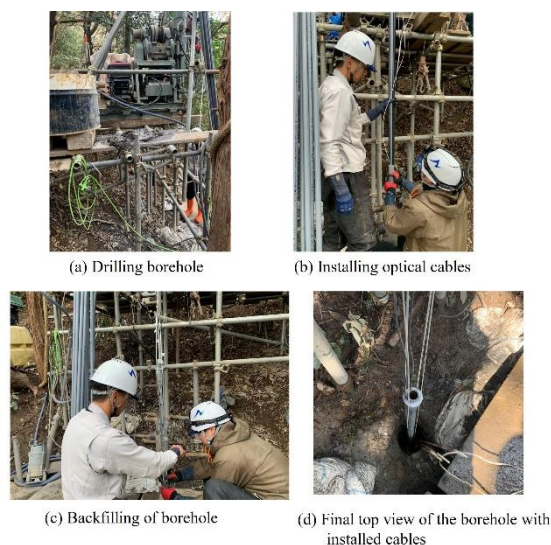 (a) Drilling borehole
(b) Installing optical cables
(c) Backfilling of borehole
(d) Final top view of the borehole with
installed cables